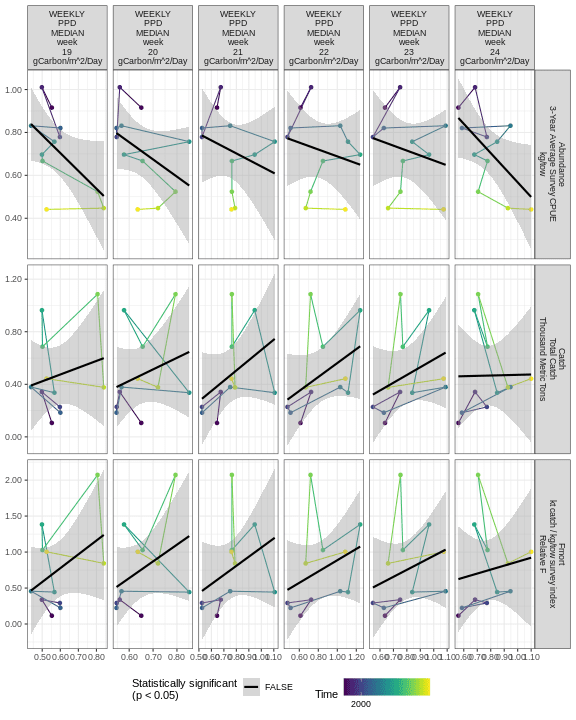 WEEKLY
PPD
MEDIAN
week
19
gCarbon/m^2/Day
WEEKLY
PPD
MEDIAN
week
20
gCarbon/m^2/Day
WEEKLY
PPD
MEDIAN
week
21
gCarbon/m^2/Day
WEEKLY
PPD
MEDIAN
week
22
gCarbon/m^2/Day
WEEKLY
PPD
MEDIAN
week
23
gCarbon/m^2/Day
WEEKLY
PPD
MEDIAN
week
24
gCarbon/m^2/Day
1.00
0.80
0.60
0.40
Abundance
3-Year Average Survey CPUE
kg/tow
1.20
0.80
0.40
0.00
Catch
Total Catch
Thousand Metric Tons
2.00
1.50
1.00
0.50
0.00
Fmort
kt catch / kg/tow survey index
Relative F
0.50 0.60 0.70 0.80
0.60 0.70 0.80
0.50 0.60 0.70 0.80 0.90 1.00 1.10
0.60 0.80 1.00 1.20
0.60 0.70 0.80 0.90 1.00
0.60 0.70 0.80 0.90 1.00 1.10
Statistically significant
(p < 0.05)
FALSE
Time
2000